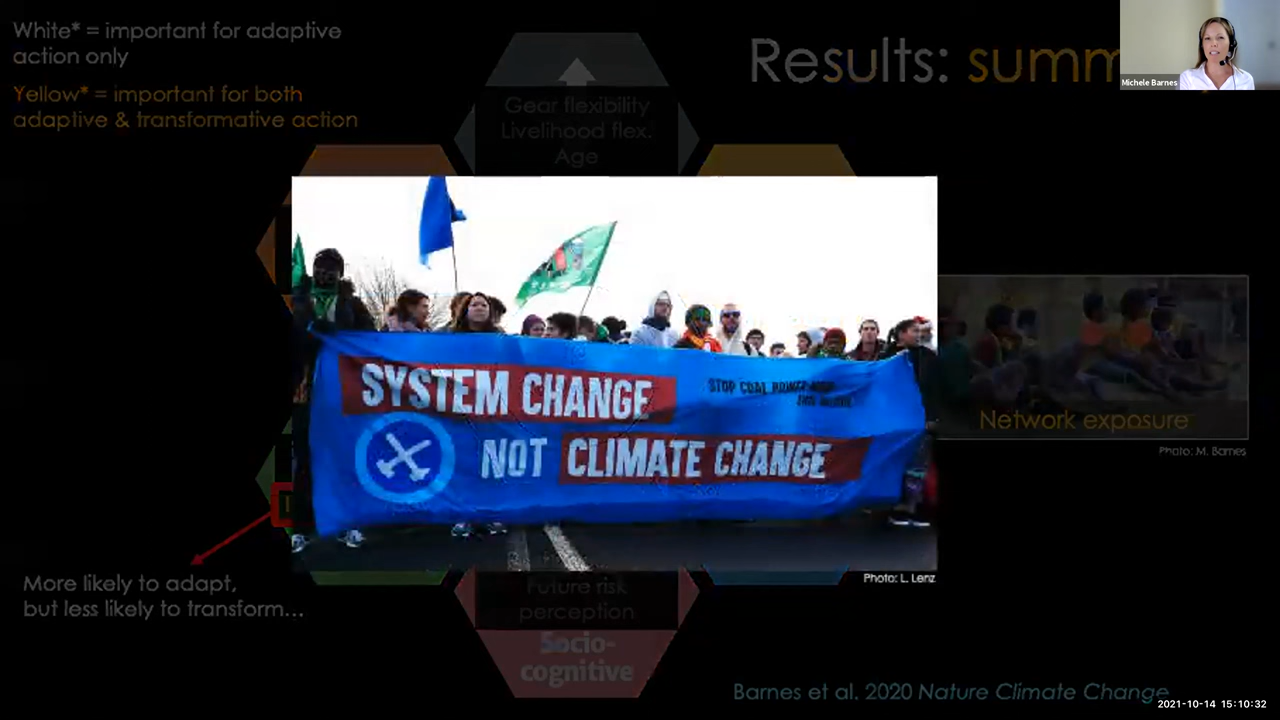 White* = important for adaptive
action only
Yellow* = important for both
adaptive & transformative action
Results:
Michele Barnes
Gear flexibility
Livelihood flex.
Age
SYSTEM CHANGE
NOT CLIMATE CHANGE
STOP COAL
Network exposure
Photo: M. Barnes
Photo: L. Lenz
More likely to adapt,
but less likely to transform...
Future risk
perception
Socio-
cognitive
Barnes et al. 2020 Nature Climate Change
2021-10-14 15:10:32